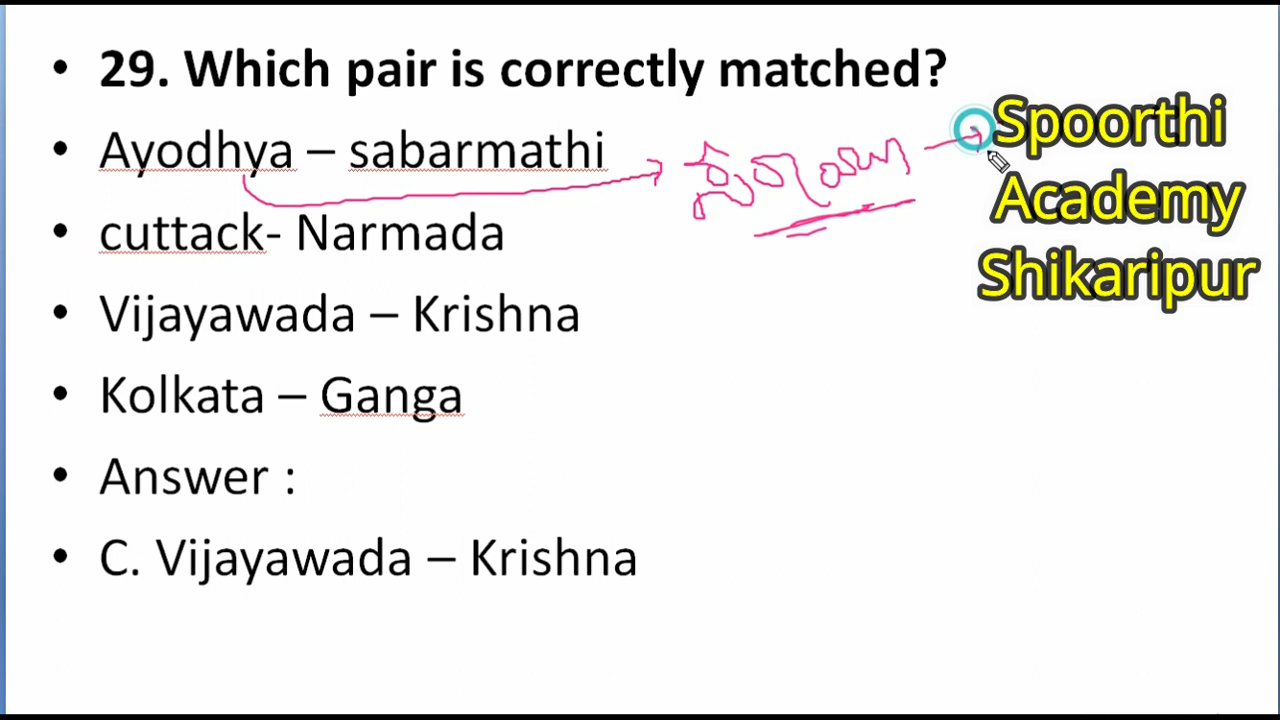 • 29. Which pair is correctly matched?
• Ayodhya – sabarmathi
• cuttack- Narmada
• Vijayawada – Krishna
• Kolkata – Ganga
• Answer :
• C. Vijayawada – Krishna
Spoorthi
Academy
Shikaripur